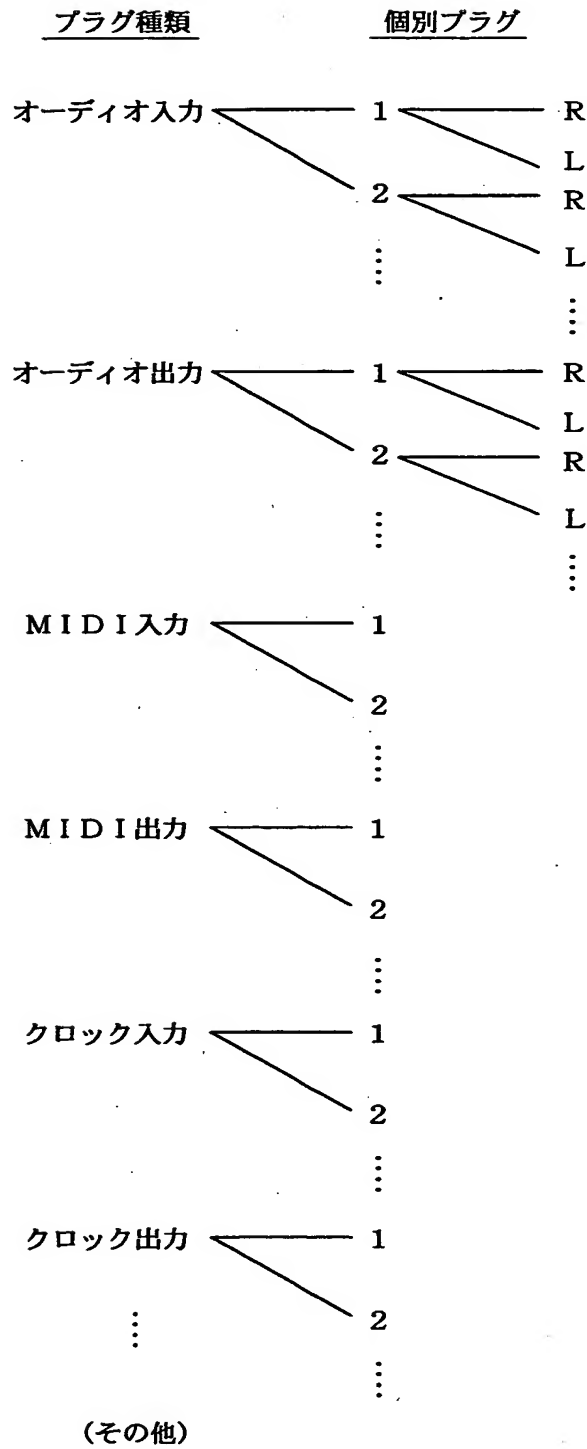 プラグ種類 個別プラグ
オーディオ入力 1 R
L
2 R
L
⋮ ⋮
オーディオ出力 1 R
L
2 R
L
⋮ ⋮
ＭＩＤＩ入力 1
2
⋮
ＭＩＤＩ出力 1
2
⋮
クロック入力 1
2
⋮
クロック出力 1
⋮ 2
⋮
(その他)